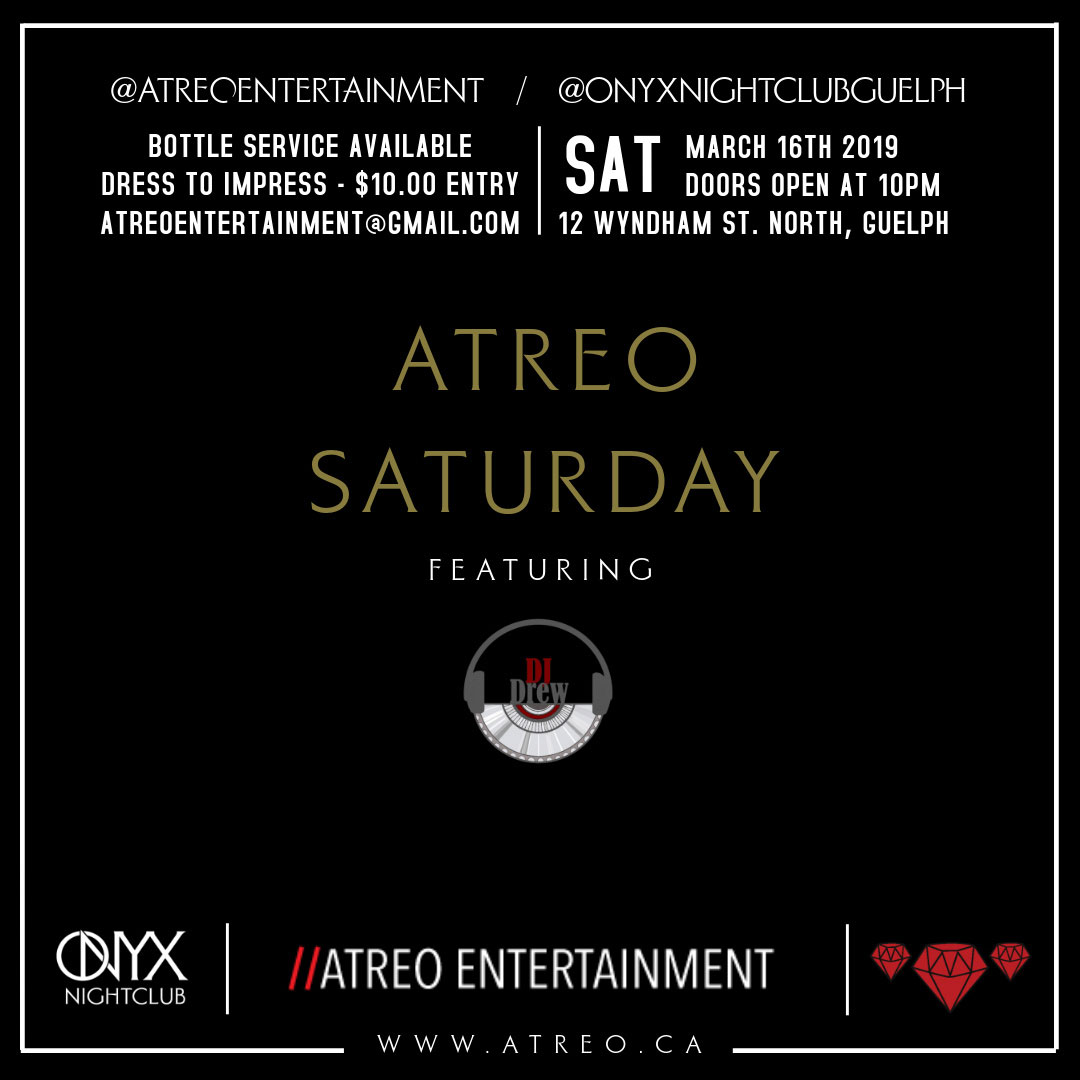 @ATREOENTERTAINMENT / @ONYXNIGHTCLUBGUELPH
BOTTLE SERVICE AVAILABLE
DRESS TO IMPRESS - $10.00 ENTRY
ATREOENTERTAINMENT@GMAIL.COM
SAT
MARCH 16TH 2019
DOORS OPEN AT 10PM
12 WYNDHAM ST. NORTH, GUELPH
ATREO
SATURDAY
FEATURING
DJ
Drew
ONYX
NIGHTCLUB
//ATREO ENTERTAINMENT
WWW.ATREO.CA